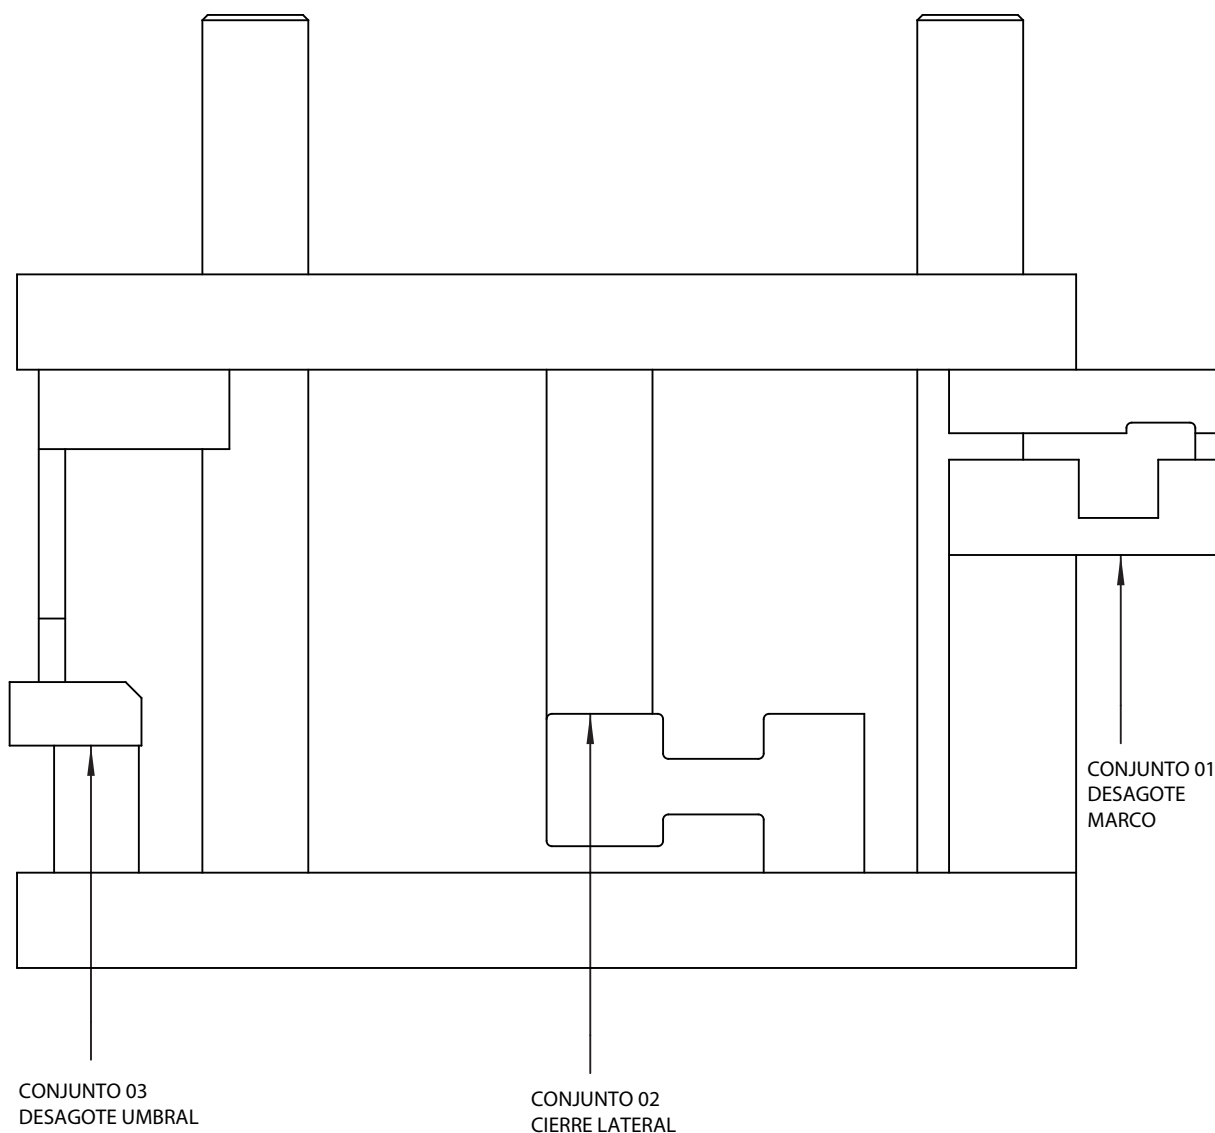 CONJUNTO 01
DESAGOTE
MARCO
CONJUNTO 03
DESAGOTE UMBRAL
CONJUNTO 02
CIERRE LATERAL